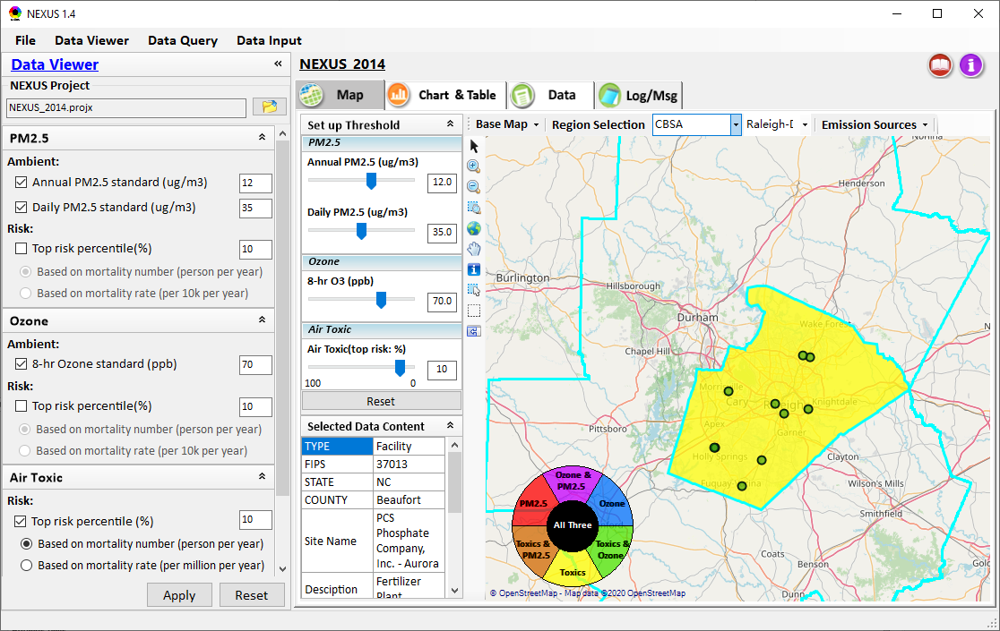 NEXUS 1.4
File Data Viewer Data Query Data Input
Data Viewer «
NEXUS Project
NEXUS_2014.projx
PM2.5
Ambient:
Annual PM2.5 standard (ug/m3) 12
Daily PM2.5 standard (ug/m3) 35
Risk:
Top risk percentile(%) 10
Based on mortality number (person per year)
Based on mortality rate (per 10k per year)
Ozone
Ambient:
8-hr Ozone standard (ppb) 70
Risk:
Top risk percentile(%) 10
Based on mortality number (person per year)
Based on mortality rate (per 10k per year)
Air Toxic
Risk:
Top risk percentile (%) 10
Based on mortality number (person per year)
Based on mortality rate (per million per year)
Apply Reset
NEXUS_2014
Map Chart & Table Data Log/Msg
Set up Threshold
PM2.5
Annual PM2.5 (ug/m3)
12.0
Daily PM2.5 (ug/m3)
35.0
Ozone
8-hr O3 (ppb)
70.0
Air Toxic
Air Toxic(top risk: %)
10
100 0
Reset
Selected Data Content
TYPE Facility
FIPS 37013
STATE NC
COUNTY Beaufort
Site Name PCS
Phosphate
Company,
Inc. - Aurora
Desciption Fertilizer
Plant
Base Map Region Selection CBSA Raleigh-D Emission Sources
Norlina
Henderson
Burlington
Hillsborough
Durham
Wake Forest
Chapel Hill
Morrisville
Cary
Raleigh
Knightdale
Apex
Garner
Pittsboro
Holly Springs
Clayton
Fuquay-Varina
Wilson's Mills
Smithfield
Coats
Benson
Gol
Dunn
Ozone &
PM2.5
PM2.5
Ozone
All Three
Toxics &
PM2.5
Toxics &
Ozone
Toxics
© OpenStreetMap - Map data ©2020 OpenStreetMap